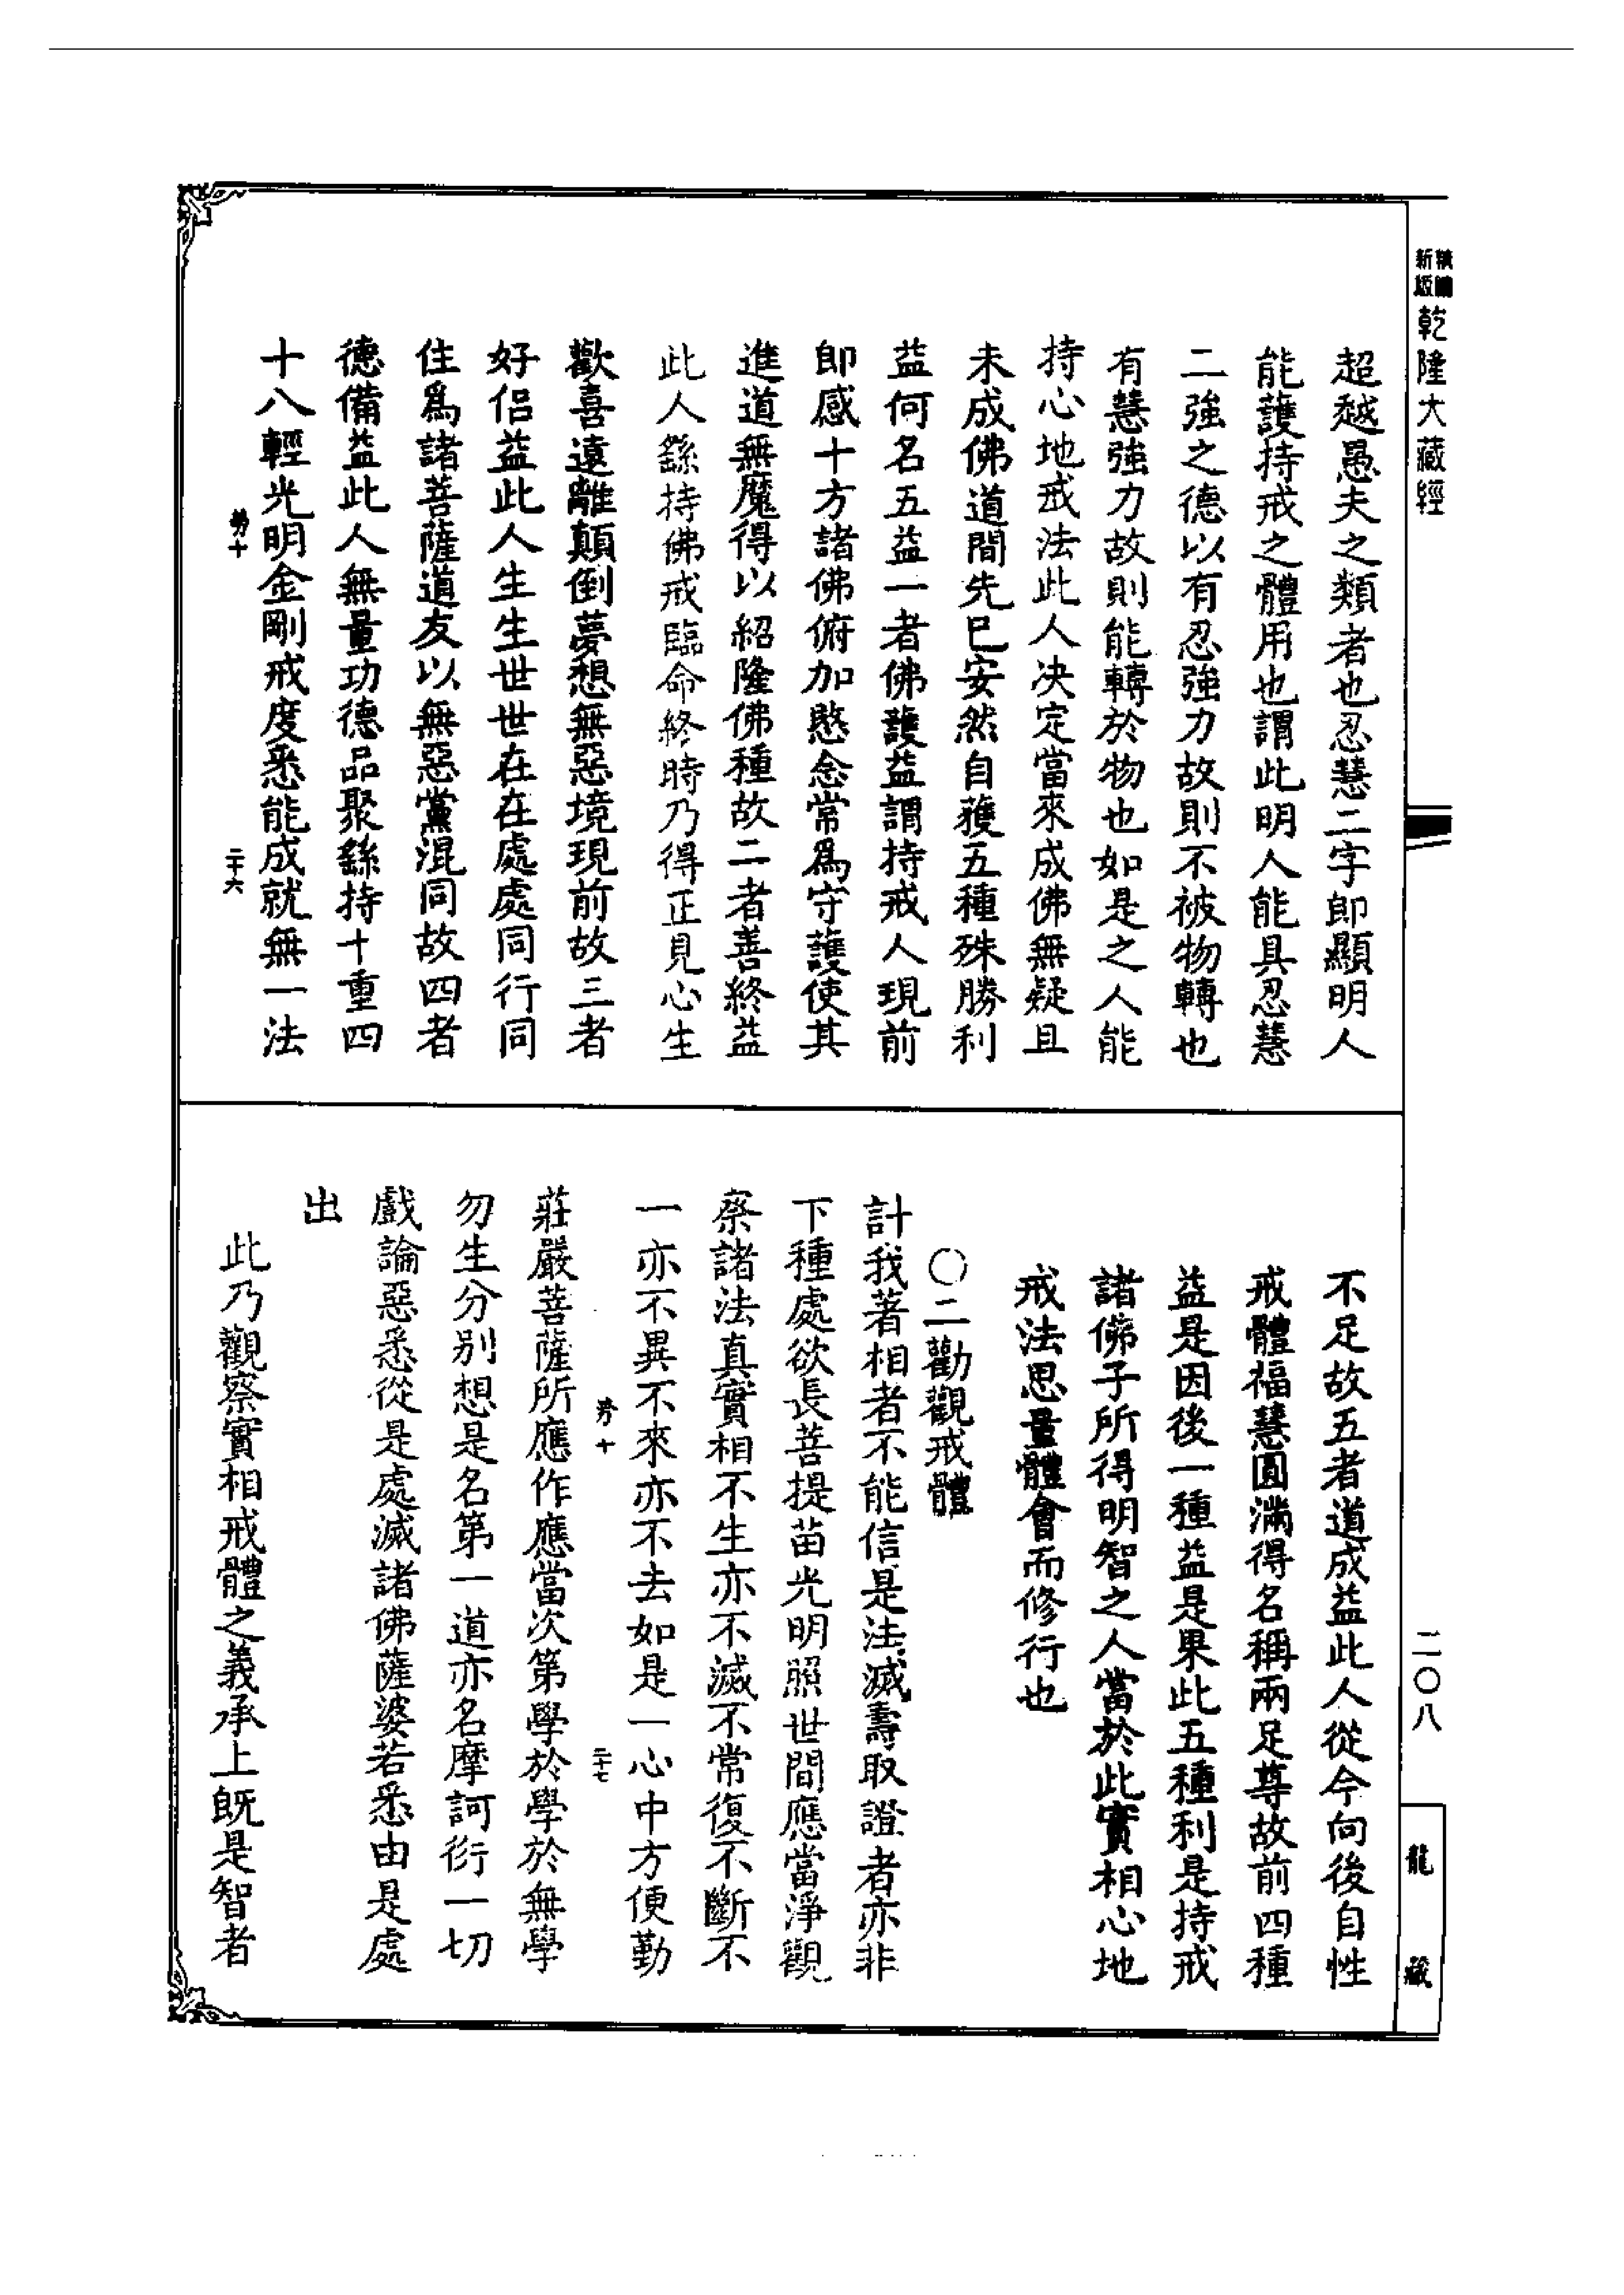 精縮
新版
乾隆大藏經
超越愚夫之類者也忍慧二字即顯明人
能護持戒之體用也謂此明人能具忍慧
二強之德以有忍強力故則不被物轉也
有慧強力故則能轉於物也如是之人能
持心地戒法此人決定當來成佛無疑且
未成佛道間先已安然自獲五種殊勝利
益何名五益一者佛護益謂持戒人現前
即感十方諸佛俯加愍念常為守護使其
進道無魔得以紹隆佛種故二者善終益
此人繇持佛戒臨命終時乃得正見心生
歡喜遠離顛倒夢想無惡境現前故三者
好侶益此人生生世世在在處處同行同
住為諸菩薩道友以無惡黨混同故四者
德備益此人無量功德品聚繇持十重四
十八輕光明金剛戒度悉能成就無一法
勞十 二十六
二〇八
龍藏
不足故五者道成益此人從今向後自性
戒體福慧圓滿得名稱兩足尊故前四種
益是因後一種益是果此五種利是持戒
諸佛子所得明智之人當於此實相心地
戒法思量體會而修行也
〇二勸觀戒體
計我著相者不能信是法滅壽取證者亦非
下種處欲長菩提苗光明照世間應當淨觀
察諸法真實相不生亦不滅不常復不斷不
一亦不異不來亦不去如是一心中方便勤
勞十 二十七
莊嚴菩薩所應作應當次第學於學於無學
勿生分別想是名第一道亦名摩訶衍一切
戲論惡悉從是處滅諸佛薩婆若悉由是處
出
此乃觀察實相戒體之義承上既是智者